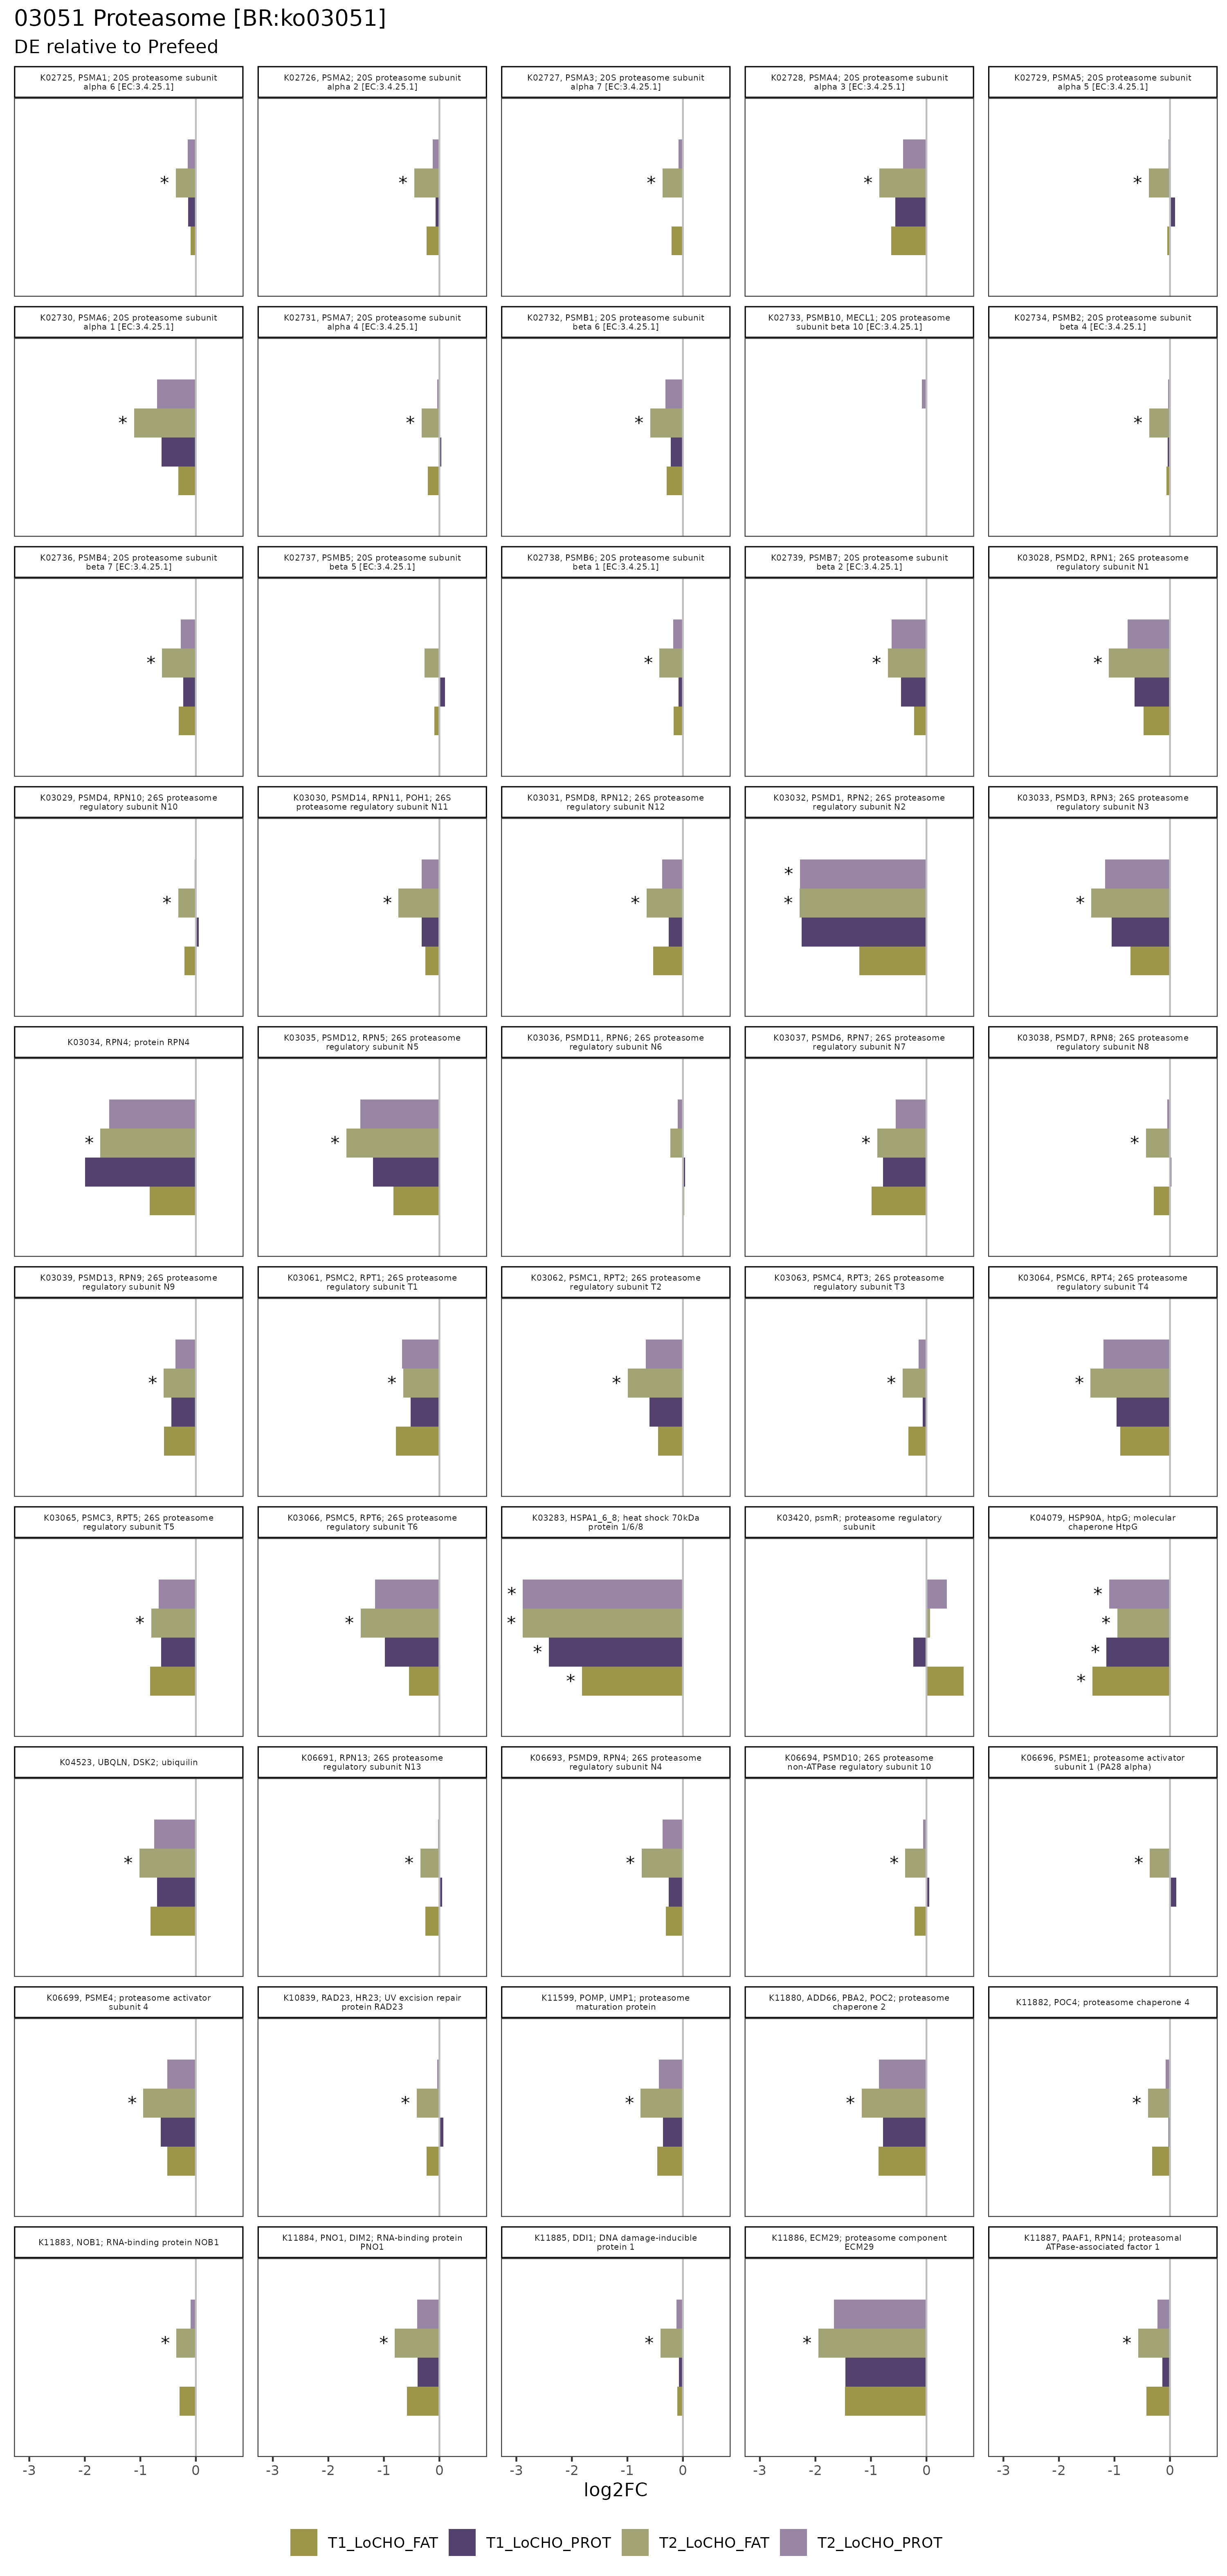 03051 Proteasome [BR:ko03051]
DE relative to Prefeed
K02725, PSMA1; 20S proteasome subunit
alpha 6 [EC:3.4.25.1]
K02726, PSMA2; 20S proteasome subunit
alpha 2 [EC:3.4.25.1]
K02727, PSMA3; 20S proteasome subunit
alpha 7 [EC:3.4.25.1]
K02728, PSMA4; 20S proteasome subunit
alpha 3 [EC:3.4.25.1]
K02729, PSMA5; 20S proteasome subunit
alpha 5 [EC:3.4.25.1]
*
*
*
*
*
K02730, PSMA6; 20S proteasome subunit
alpha 1 [EC:3.4.25.1]
K02731, PSMA7; 20S proteasome subunit
alpha 4 [EC:3.4.25.1]
K02732, PSMB1; 20S proteasome subunit
beta 6 [EC:3.4.25.1]
K02733, PSMB10, MECL1; 20S proteasome
subunit beta 10 [EC:3.4.25.1]
K02734, PSMB2; 20S proteasome subunit
beta 4 [EC:3.4.25.1]
*
*
*
*
K02736, PSMB4; 20S proteasome subunit
beta 7 [EC:3.4.25.1]
K02737, PSMB5; 20S proteasome subunit
beta 5 [EC:3.4.25.1]
K02738, PSMB6; 20S proteasome subunit
beta 1 [EC:3.4.25.1]
K02739, PSMB7; 20S proteasome subunit
beta 2 [EC:3.4.25.1]
K03028, PSMD2, RPN1; 26S proteasome
regulatory subunit N1
*
*
*
*
K03029, PSMD4, RPN10; 26S proteasome
regulatory subunit N10
K03030, PSMD14, RPN11, POH1; 26S
proteasome regulatory subunit N11
K03031, PSMD8, RPN12; 26S proteasome
regulatory subunit N12
K03032, PSMD1, RPN2; 26S proteasome
regulatory subunit N2
K03033, PSMD3, RPN3; 26S proteasome
regulatory subunit N3
*
*
*
*
*
*
K03034, RPN4; protein RPN4
K03035, PSMD12, RPN5; 26S proteasome
regulatory subunit N5
K03036, PSMD11, RPN6; 26S proteasome
regulatory subunit N6
K03037, PSMD6, RPN7; 26S proteasome
regulatory subunit N7
K03038, PSMD7, RPN8; 26S proteasome
regulatory subunit N8
*
*
*
*
K03039, PSMD13, RPN9; 26S proteasome
regulatory subunit N9
K03061, PSMC2, RPT1; 26S proteasome
regulatory subunit T1
K03062, PSMC1, RPT2; 26S proteasome
regulatory subunit T2
K03063, PSMC4, RPT3; 26S proteasome
regulatory subunit T3
K03064, PSMC6, RPT4; 26S proteasome
regulatory subunit T4
*
*
*
*
*
K03065, PSMC3, RPT5; 26S proteasome
regulatory subunit T5
K03066, PSMC5, RPT6; 26S proteasome
regulatory subunit T6
K03283, HSPA1_6_8; heat shock 70kDa
protein 1/6/8
K03420, psmR; proteasome regulatory
subunit
K04079, HSP90A, htpG; molecular
chaperone HtpG
*
*
*
*
*
*
*
*
*
*
K04523, UBQLN, DSK2; ubiquilin
K06691, RPN13; 26S proteasome
regulatory subunit N13
K06693, PSMD9, RPN4; 26S proteasome
regulatory subunit N4
K06694, PSMD10; 26S proteasome
non-ATPase regulatory subunit 10
K06696, PSME1; proteasome activator
subunit 1 (PA28 alpha)
*
*
*
*
*
K06699, PSME4; proteasome activator
subunit 4
K10839, RAD23, HR23; UV excision repair
protein RAD23
K11599, POMP, UMP1; proteasome
maturation protein
K11880, ADD66, PBA2, POC2; proteasome
chaperone 2
K11882, POC4; proteasome chaperone 4
*
*
*
*
*
K11883, NOB1; RNA-binding protein NOB1
K11884, PNO1, DIM2; RNA-binding protein
PNO1
K11885, DDI1; DNA damage-inducible
protein 1
K11886, ECM29; proteasome component
ECM29
K11887, PAAF1, RPN14; proteasomal
ATPase-associated factor 1
*
*
*
*
*
-3 -2 -1 0 -3 -2 -1 0 -3 -2 -1 0 -3 -2 -1 0 -3 -2 -1 0
log2FC
T1_LoCHO_FAT T1_LoCHO_PROT T2_LoCHO_FAT T2_LoCHO_PROT